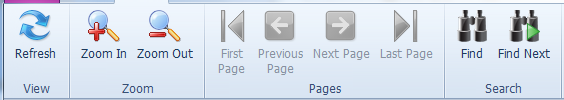 Refresh
Zoom In Zoom Out
First Page
Previous Page
Next Page
Last Page
Find
Find Next
View
Zoom
Pages
Search